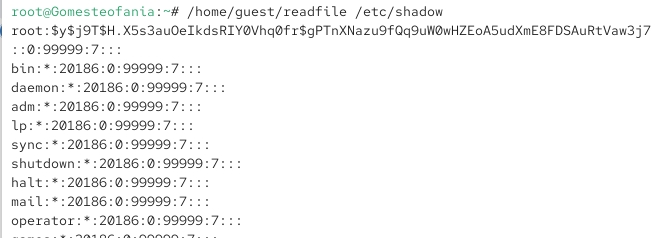 root@Gomesteofania:~# /home/guest/readfile /etc/shadow
root:$y$j9T$H.X5s3auOeIkdsRIY0Vhq0fr$gPTnXNazu9fQq9uW0wHZEoA5udXmE8FDSAuRtVaw3j7
::0:99999:7:::
bin:*:20186:0:99999:7:::
daemon:*:20186:0:99999:7:::
adm:*:20186:0:99999:7:::
lp:*:20186:0:99999:7:::
sync:*:20186:0:99999:7:::
shutdown:*:20186:0:99999:7:::
halt:*:20186:0:99999:7:::
mail:*:20186:0:99999:7:::
operator:*:20186:0:99999:7:::